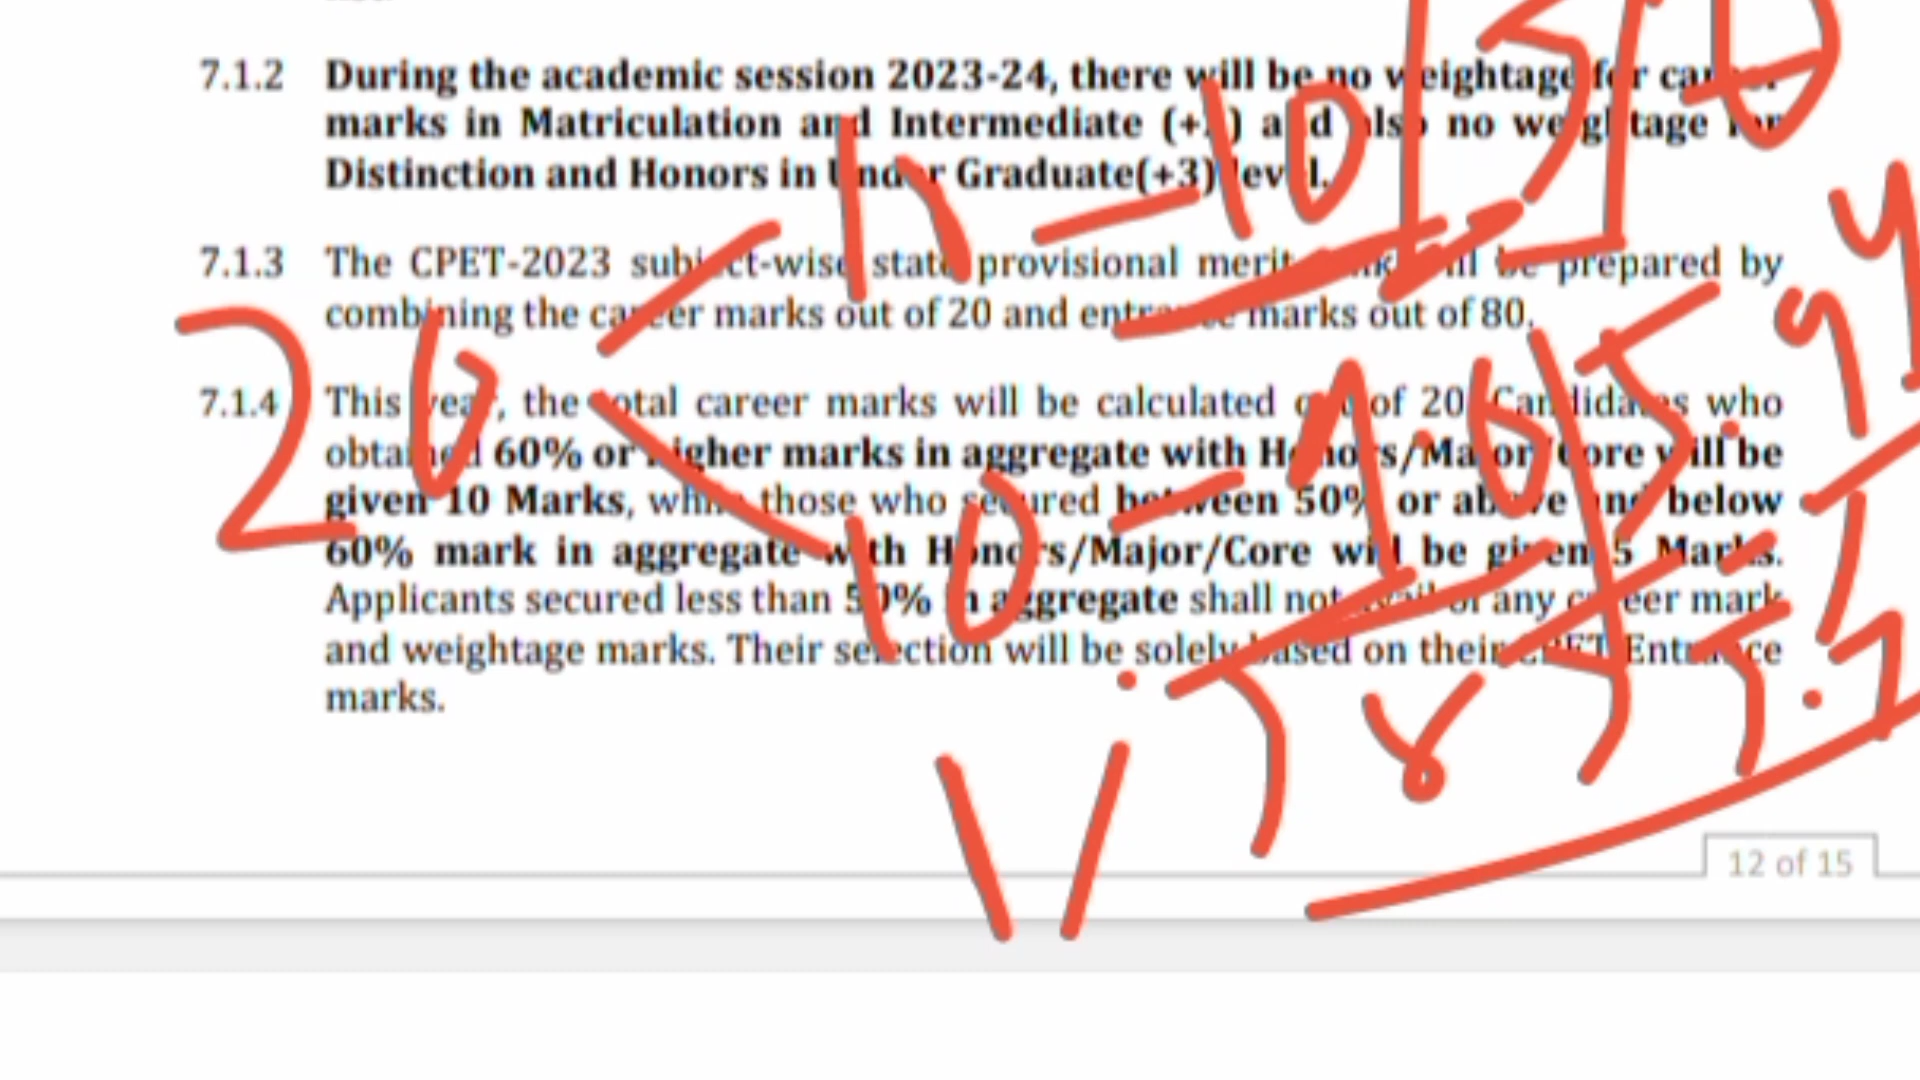 7.1.2 During the academic session 2023-24, there will be no weightage for career
marks in Matriculation and Intermediate (+2) and also no weightage for
Distinction and Honors in Under Graduate(+3) level.
7.1.3 The CPET-2023 subject-wise state provisional merit rank will be prepared by
combining the career marks out of 20 and entrance marks out of 80.
7.1.4 This year, the total career marks will be calculated out of 20. Candidates who
obtained 60% or higher marks in aggregate with Honors/Major/Core will be
given 10 Marks, while those who secured between 50% or above and below
60% mark in aggregate with Honors/Major/Core will be given 5 Marks.
Applicants secured less than 50% in aggregate shall not avail of any career mark
and weightage marks. Their selection will be solely based on their CPET Entrance
marks.
20
10
12 of 15